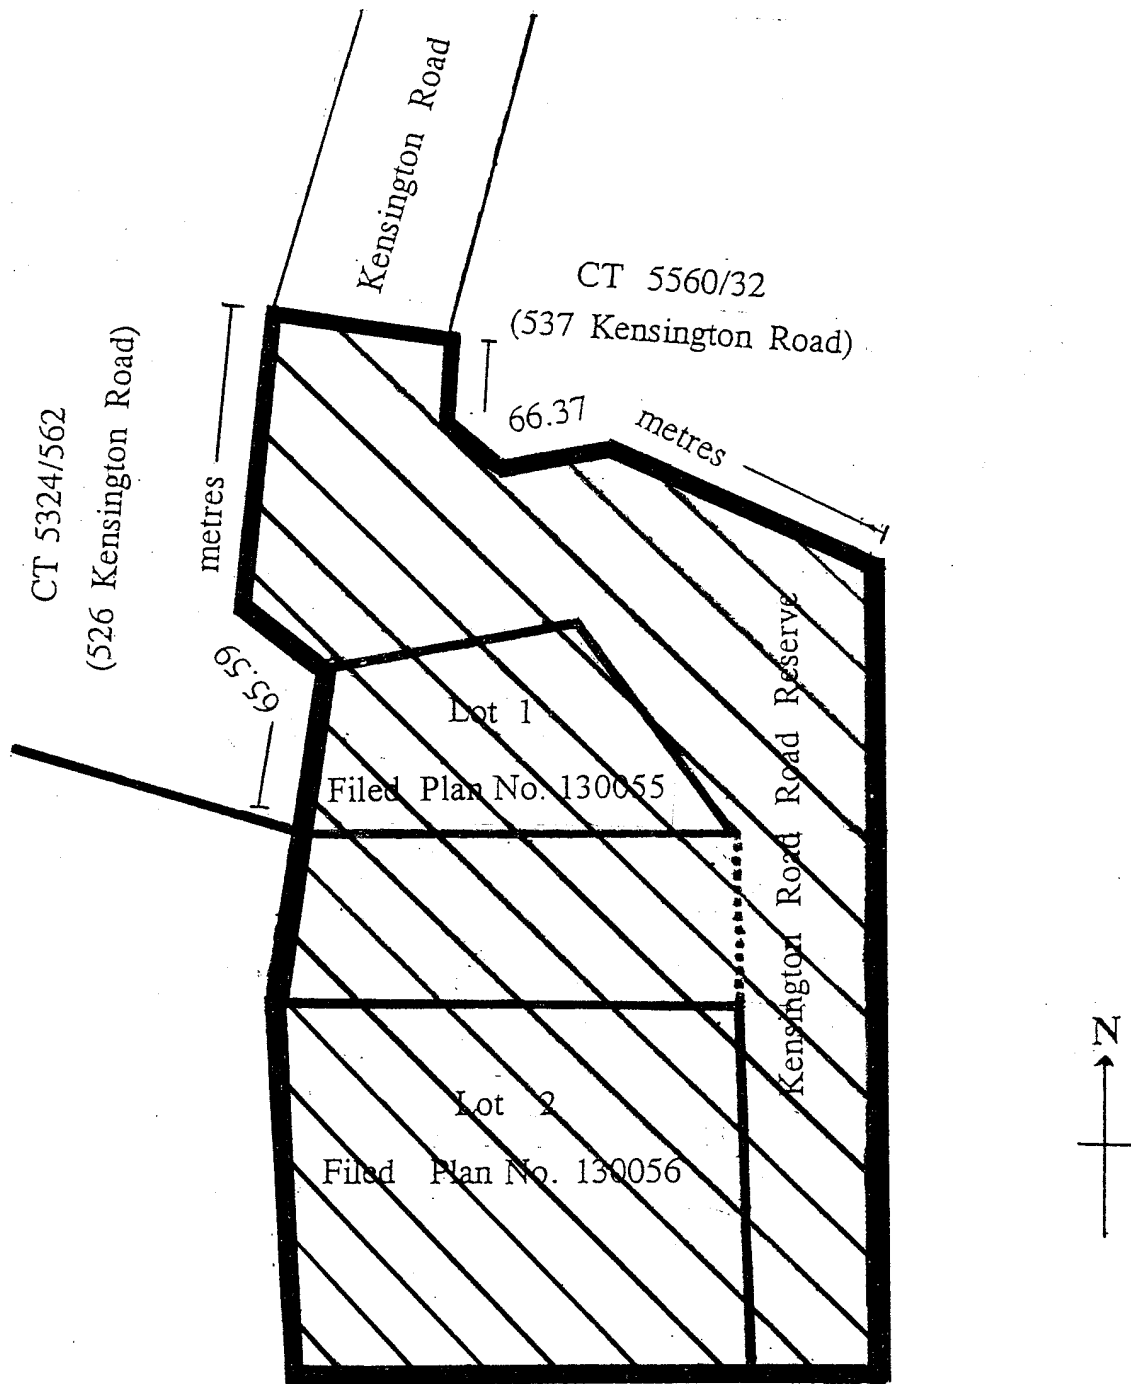 Kensington Road
CT 5560/32
(537 Kensington Road)
66.37 metres
CT 5324/562
(526 Kensington Road)
metres
65.59
Lot 1
Filed Plan No. 130055
Kensington Road Road Reserve
Lot 2
Filed Plan No. 130056
N